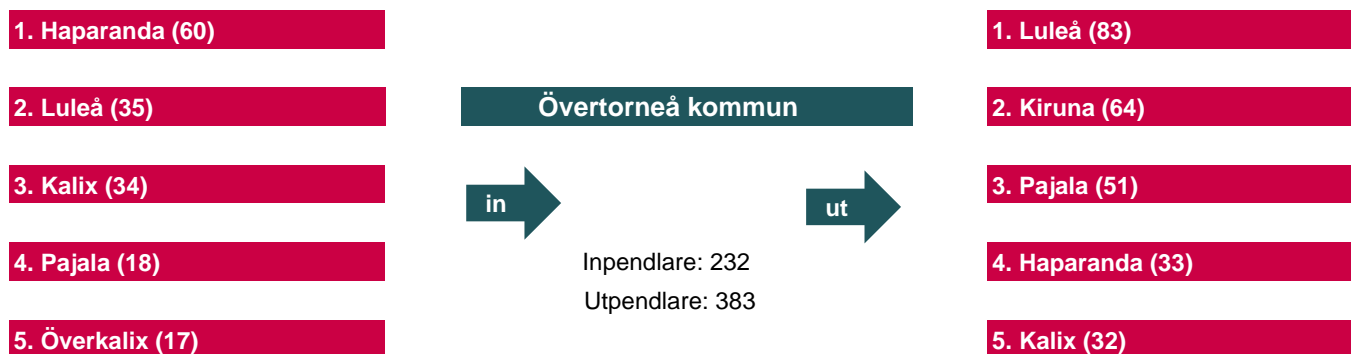 1. Haparanda (60)
2. Luleå (35)
3. Kalix (34)
4. Pajala (18)
5. Överkalix (17)
Övertorneå kommun
in
ut
Inpendlare: 232
Utpendlare: 383
1. Luleå (83)
2. Kiruna (64)
3. Pajala (51)
4. Haparanda (33)
5. Kalix (32)